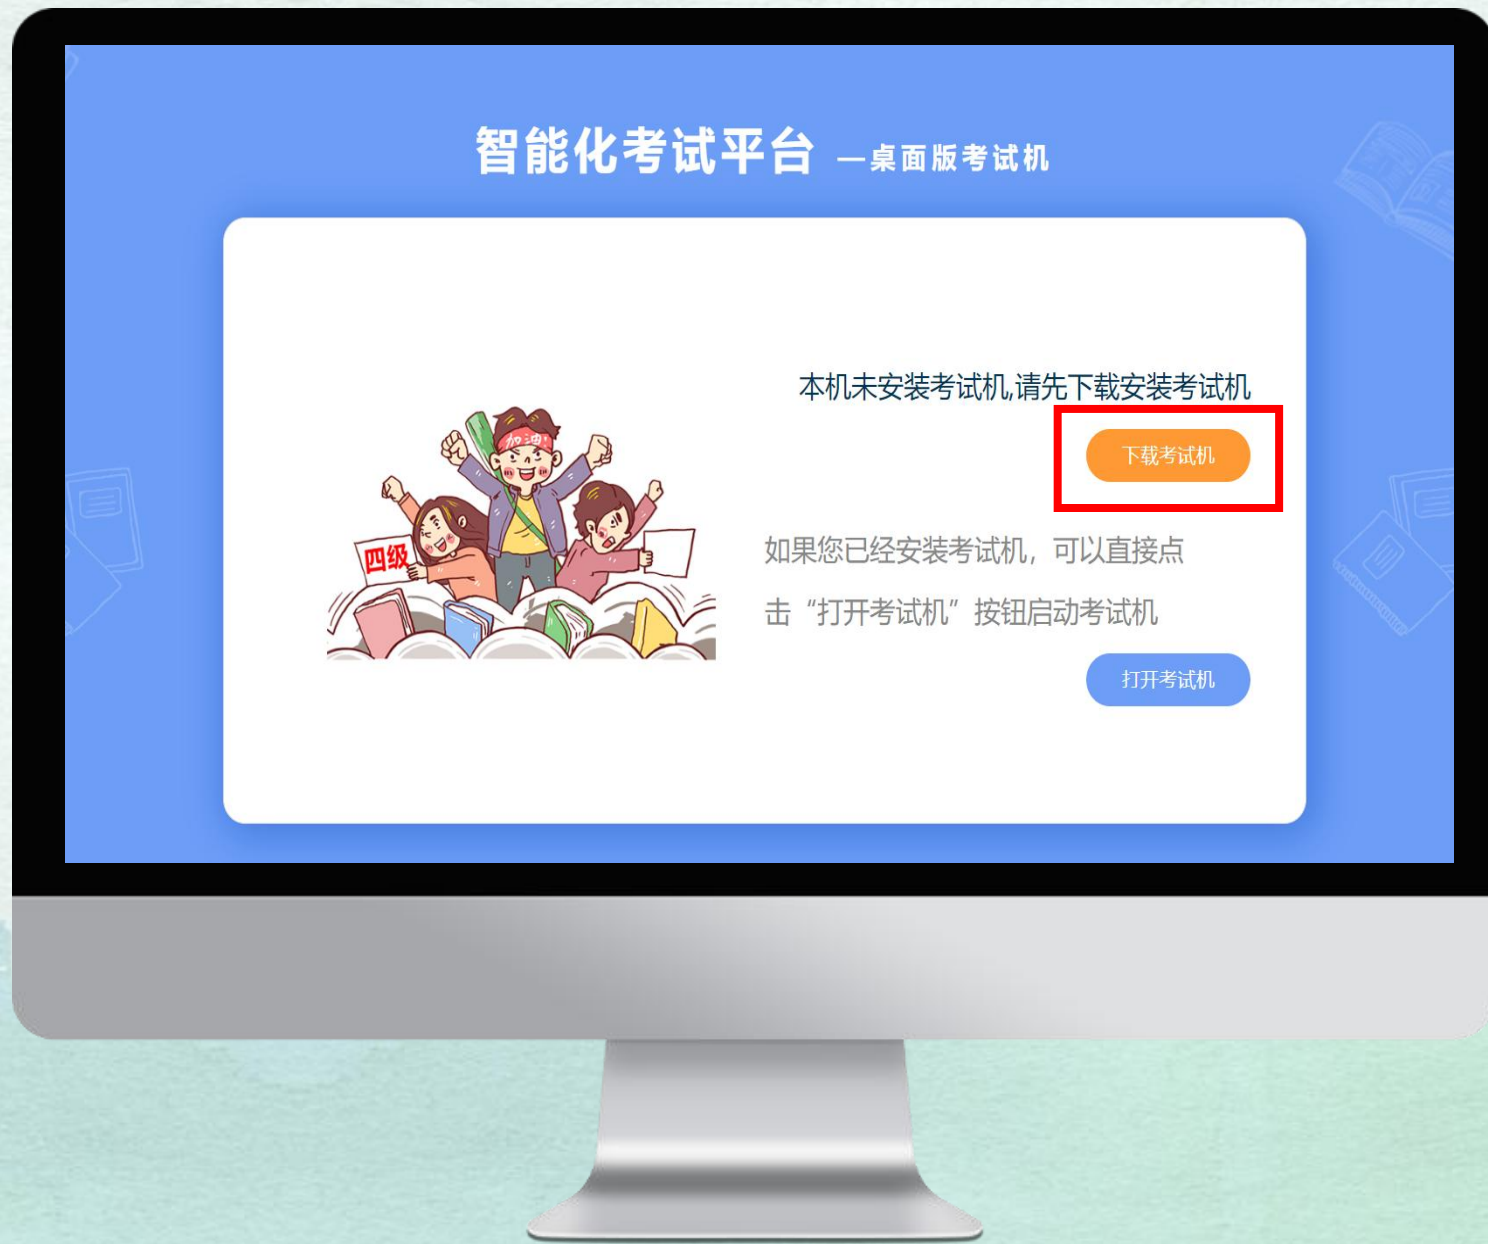 智能化考试平台 —桌面版考试机
本机未安装考试机,请先下载安装考试机
下载考试机
加油!
四级
如果您已经安装考试机，可以直接点
击“打开考试机”按钮启动考试机
打开考试机